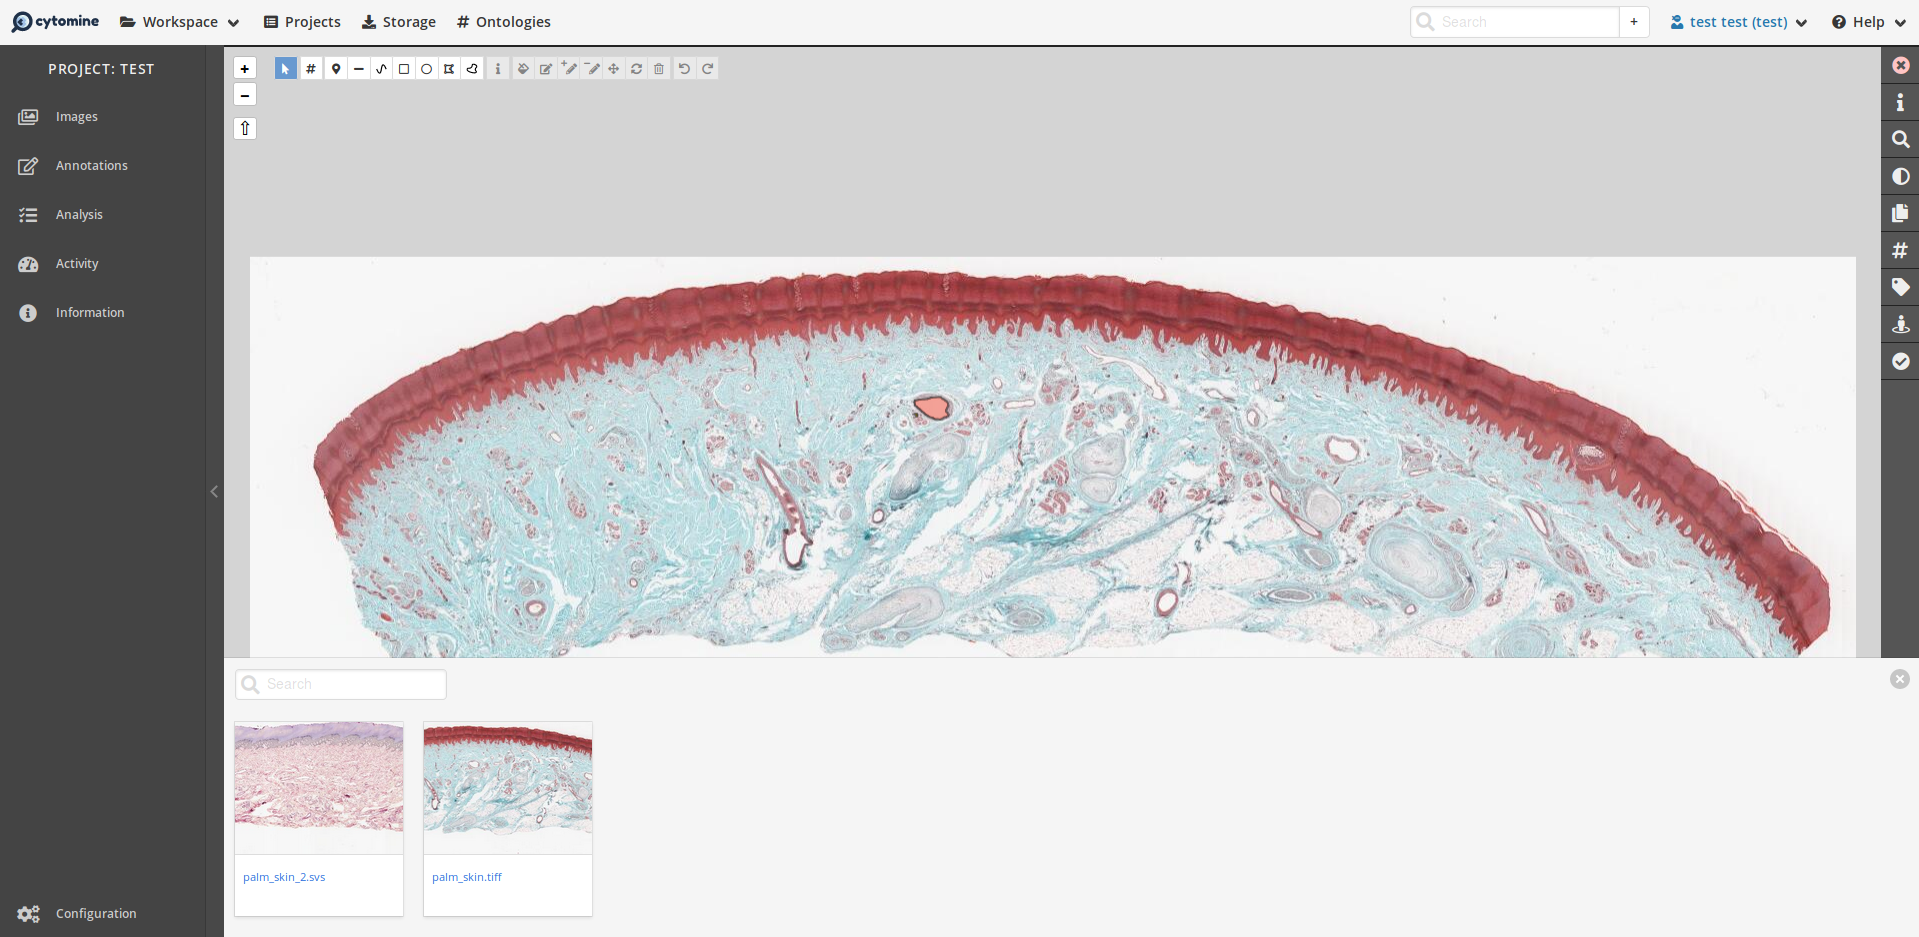 cytomine Workspace Projects Storage Ontologies Search + test test (test) Help
PROJECT: TEST
Images
Annotations
Analysis
Activity
Information
Configuration
Search
palm_skin_2.svs palm_skin.tiff